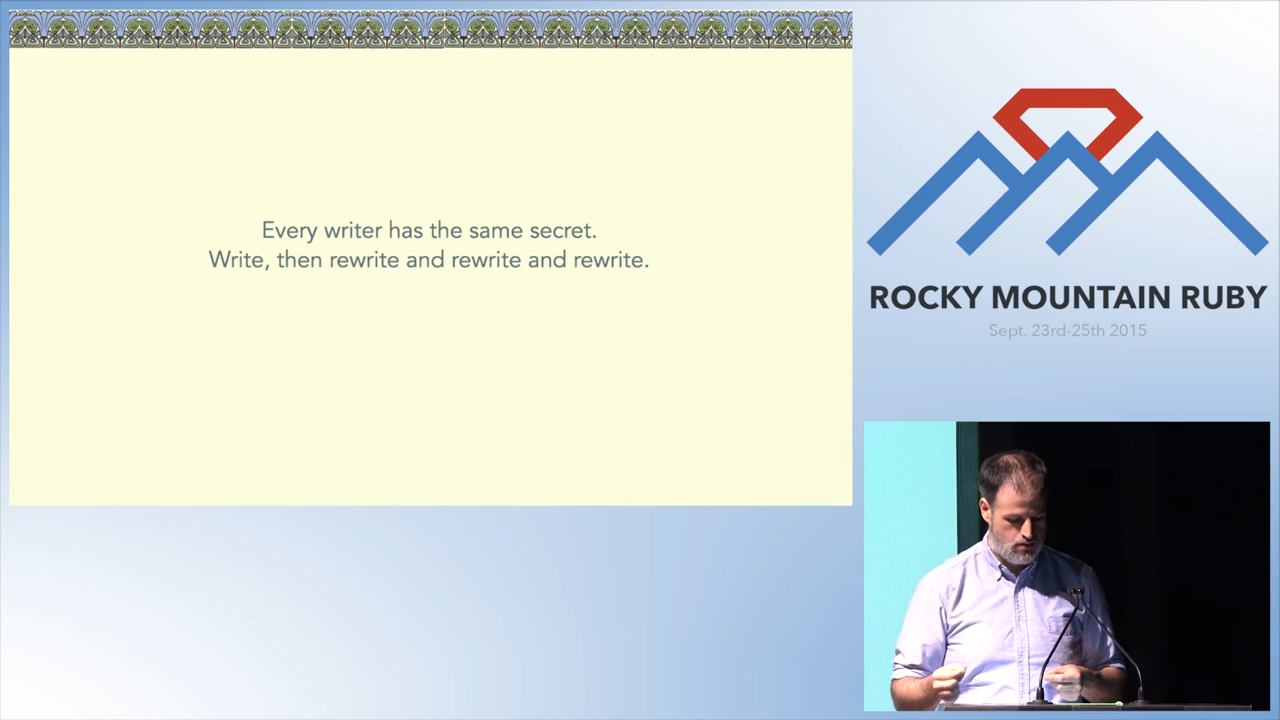 Every writer has the same secret.
Write, then rewrite and rewrite and rewrite.
ROCKY MOUNTAIN RUBY
Sept. 23rd-25th 2015